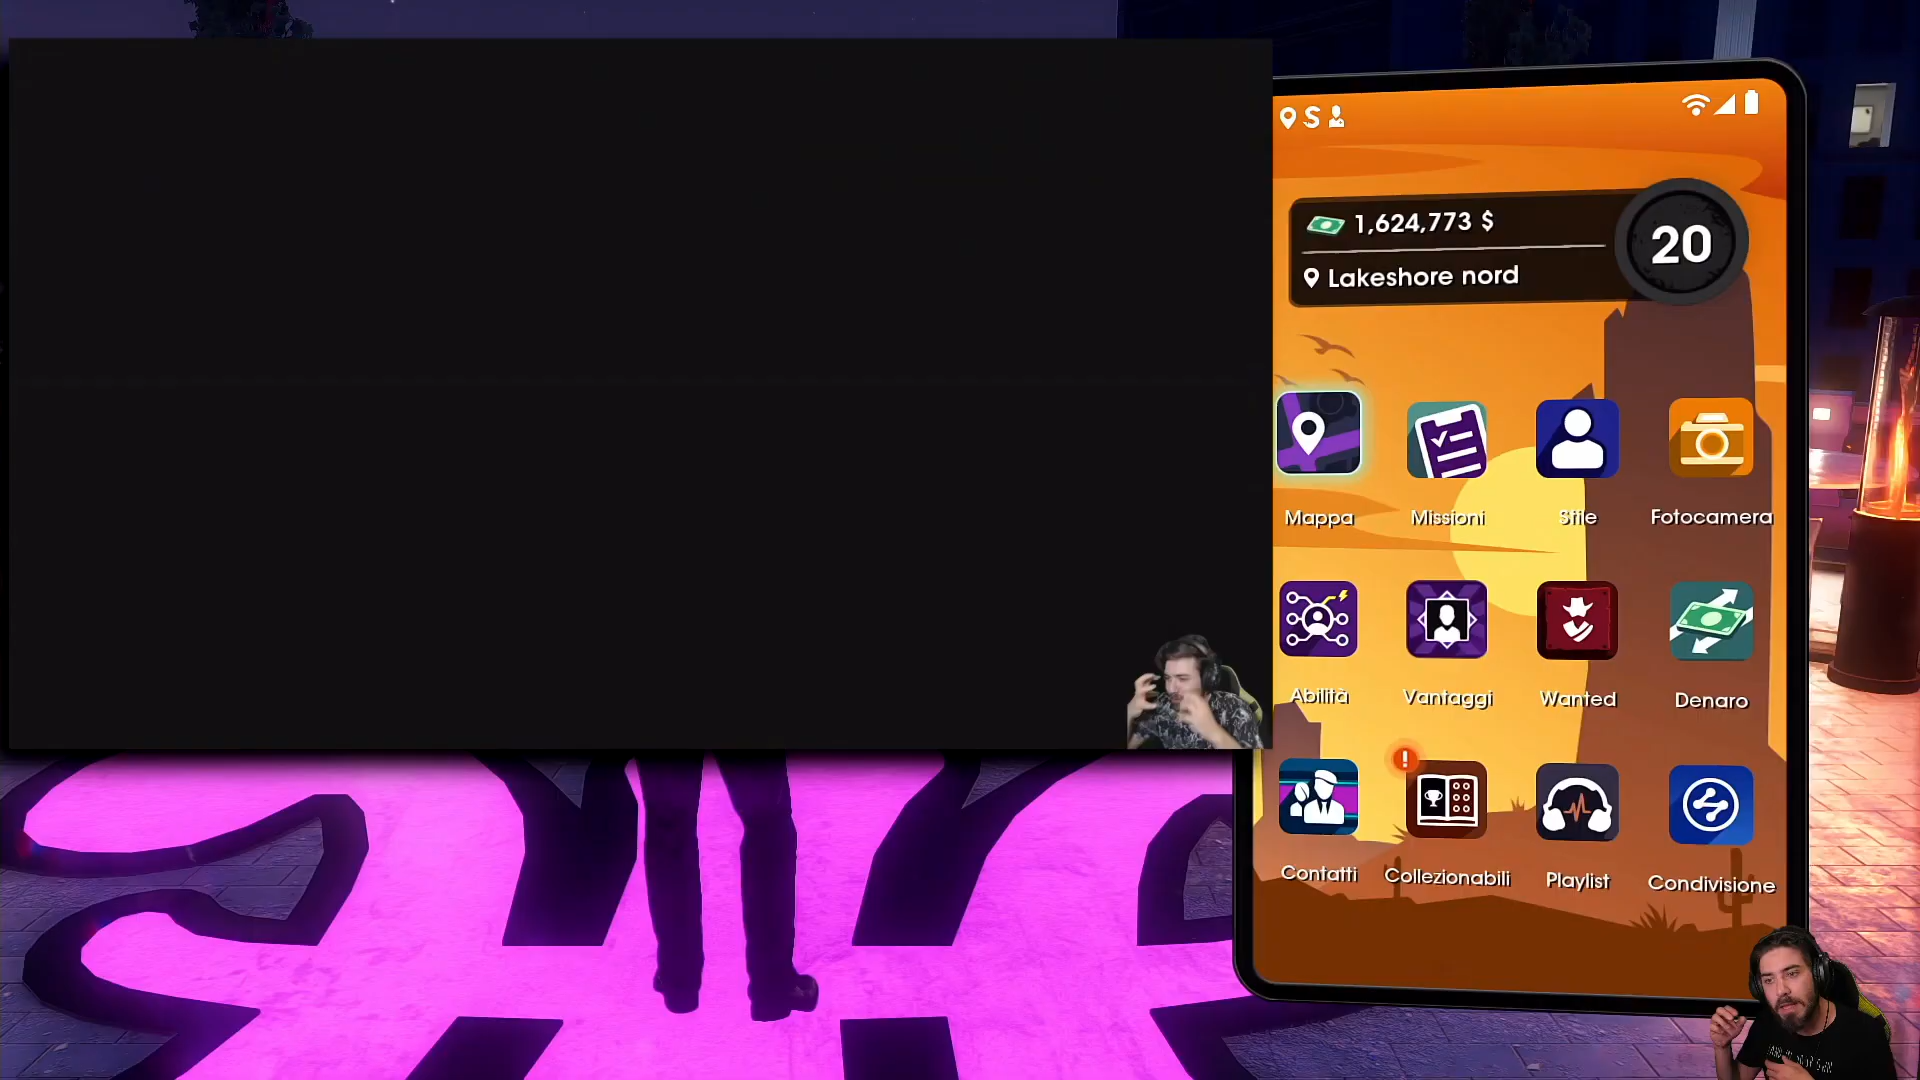 S
1,624,773 $
20
Lakeshore nord
Mappa
Missioni
Stile
Fotocamera
Abilità
Vantaggi
Wanted
Denaro
!
Contatti
Collezionabili
Playlist
Condivisione